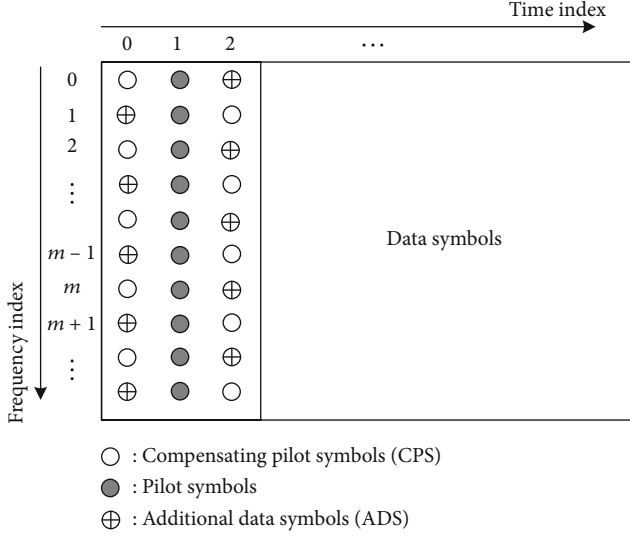 Time index
0 1 2 ...
0
1
2
⋮
m – 1
m
m + 1
⋮
Frequency index
Data symbols
: Compensating pilot symbols (CPS)
: Pilot symbols
: Additional data symbols (ADS)